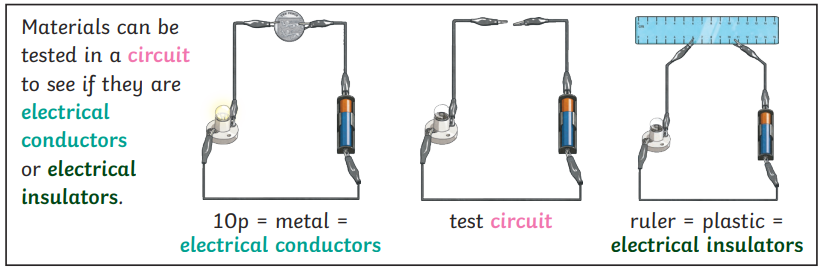 Materials can be
tested in a circuit
to see if they are
electrical
conductors
or electrical
insulators.
10p = metal =
electrical conductors
test circuit
ruler = plastic =
electrical insulators